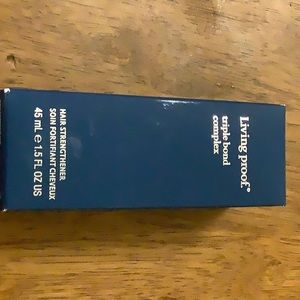 Living proof.®
triple bond
complex
HAIR STRENGTHENER
SOIN FORTIFIANT CHEVEUX
45 mL ℮ 1.5 FL OZ US